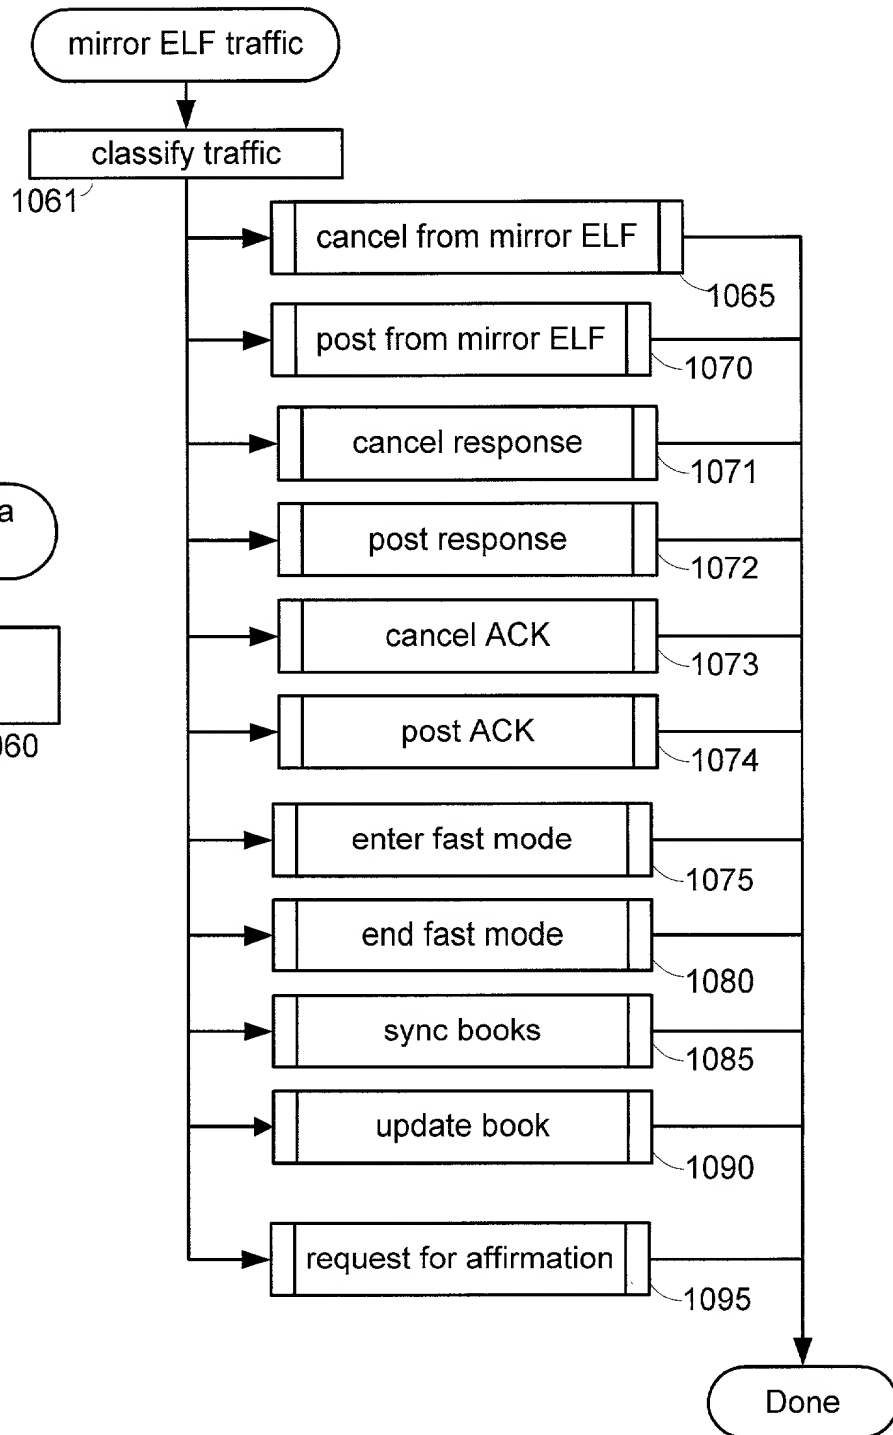 mirror ELF traffic
classify traffic
1061
cancel from mirror ELF
1065
post from mirror ELF
1070
cancel response
1071
a
post response
1072
cancel ACK
1073
post ACK
060
1074
enter fast mode
1075
end fast mode
1080
sync books
1085
update book
1090
request for affirmation
1095
Done